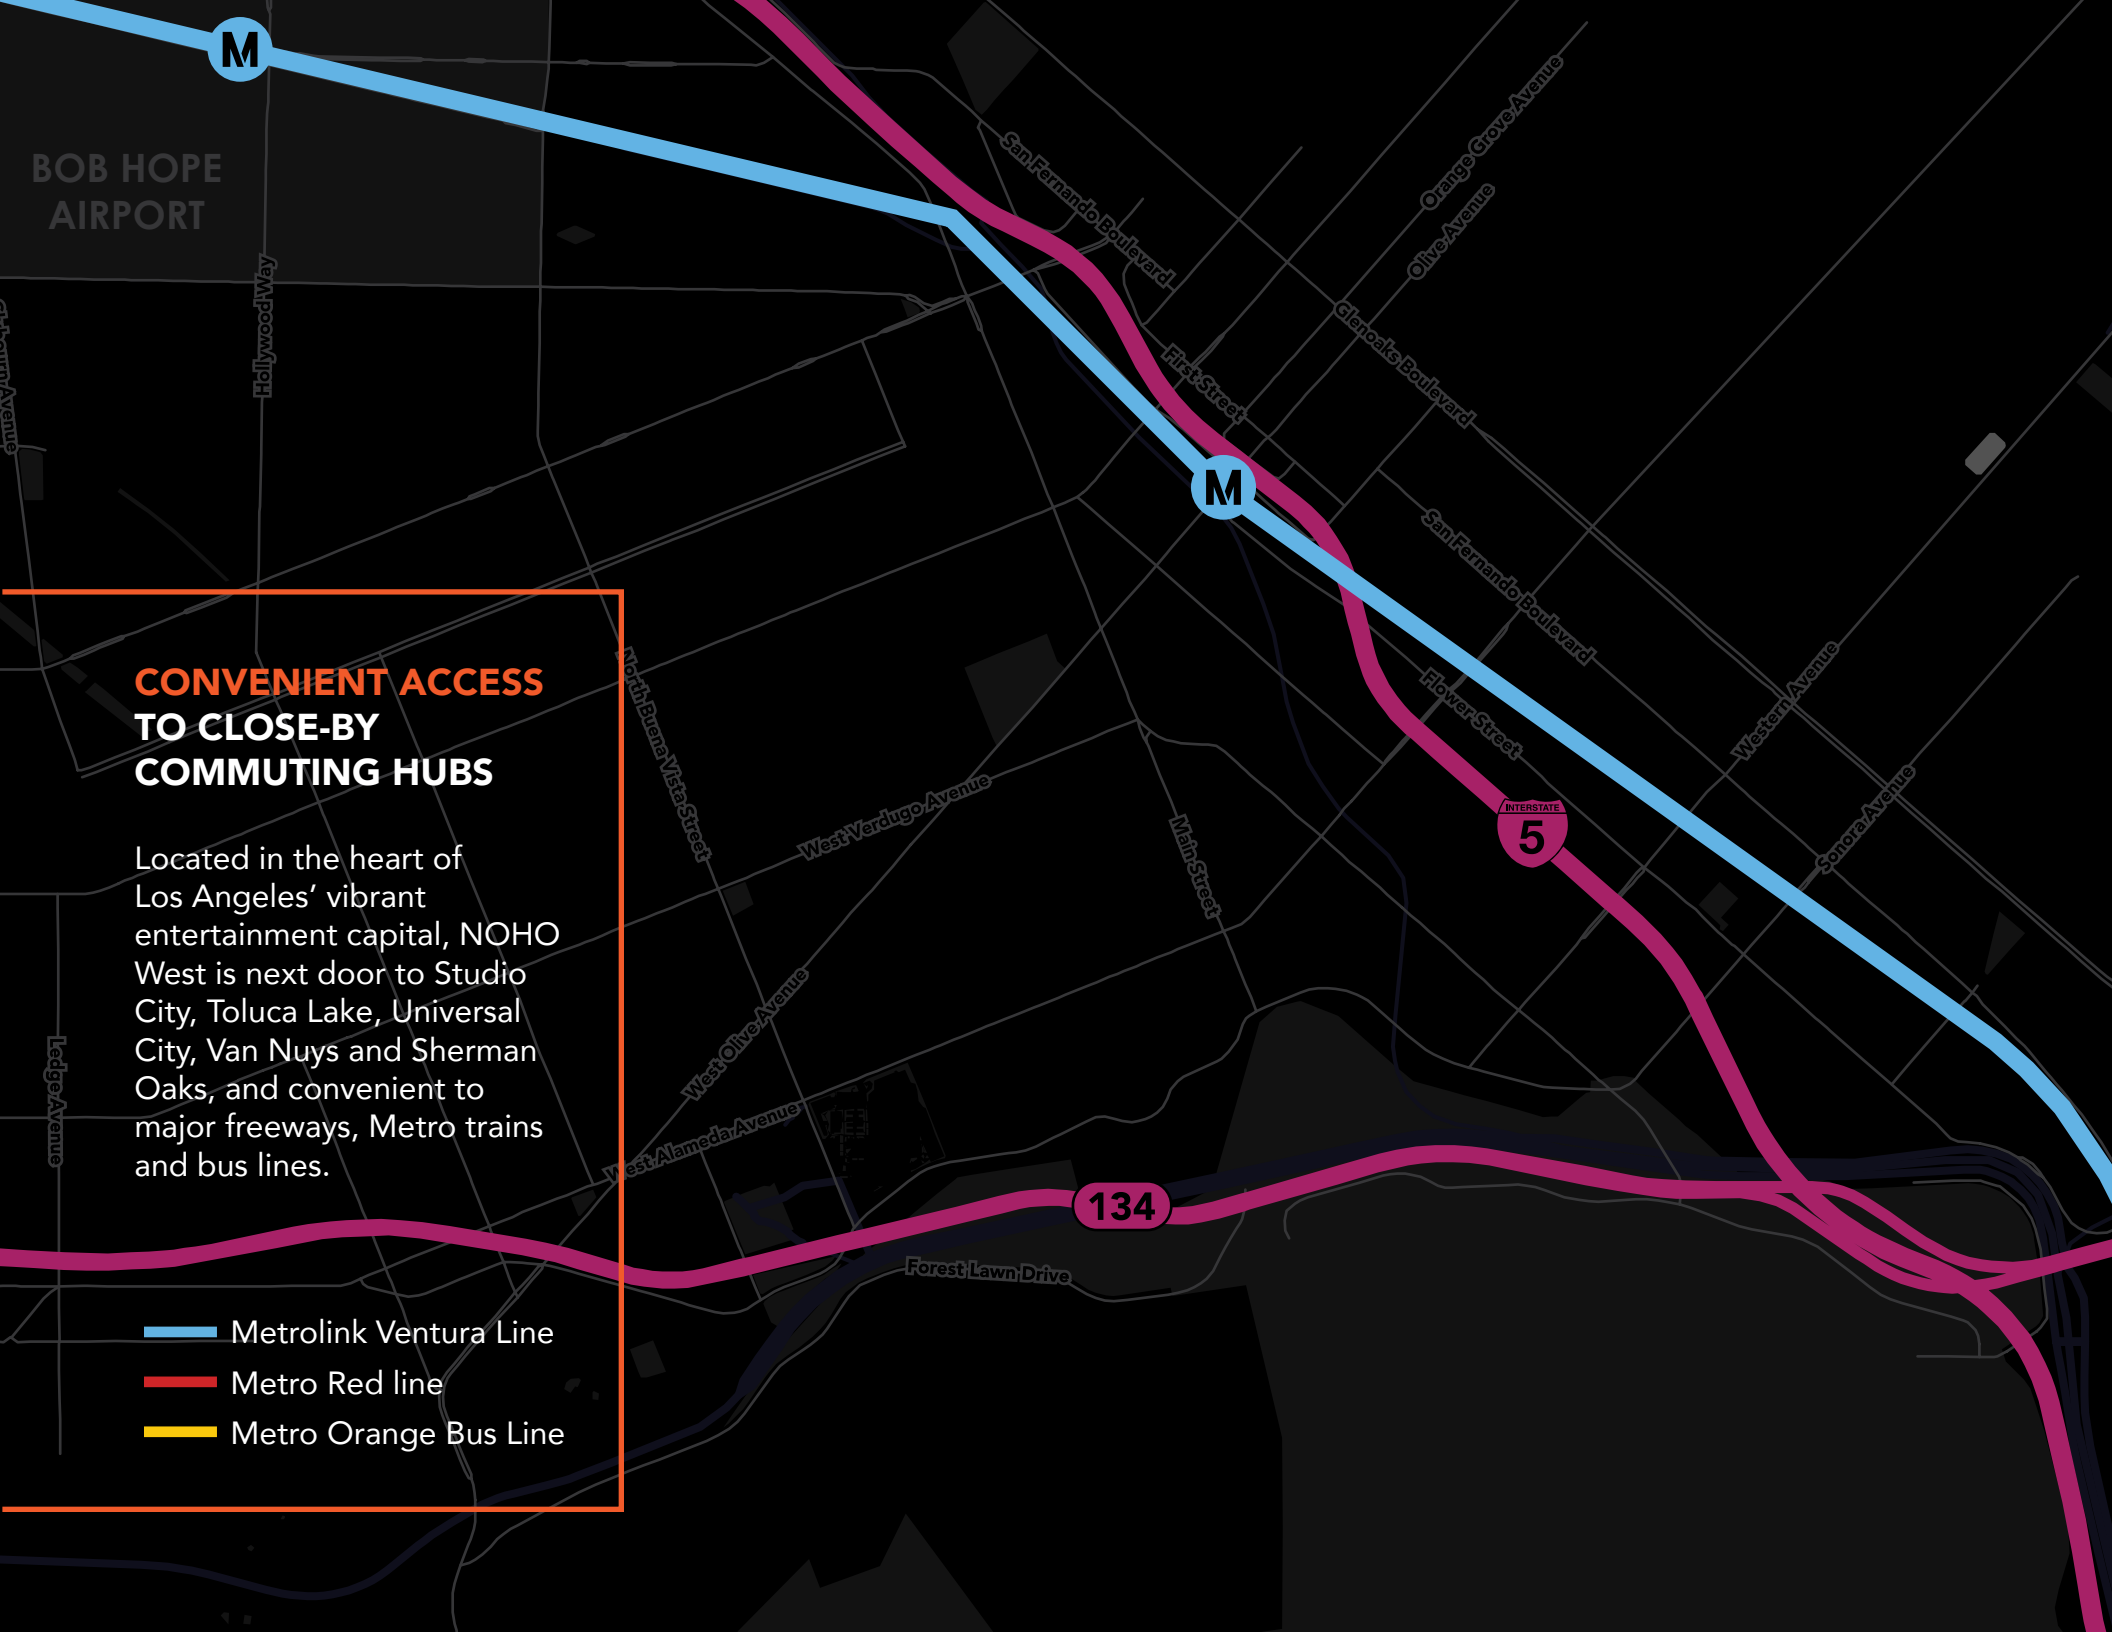 M
BOB HOPE
AIRPORT
Hollywood Way
San Fernando Boulevard
Orange Grove Avenue
Olive Avenue
Glenoaks Boulevard
First Street
M
San Fernando Boulevard
Flower Street
Western Avenue
Sonora Avenue
INTERSTATE
5
North Buena Vista Street
West Verdugo Avenue
Main Street
West Olive Avenue
West Alameda Avenue
Ledge Avenue
134
Forest Lawn Drive
CONVENIENT ACCESS
TO CLOSE-BY
COMMUTING HUBS
Located in the heart of
Los Angeles’ vibrant
entertainment capital, NOHO
West is next door to Studio
City, Toluca Lake, Universal
City, Van Nuys and Sherman
Oaks, and convenient to
major freeways, Metro trains
and bus lines.
Metrolink Ventura Line
Metro Red line
Metro Orange Bus Line